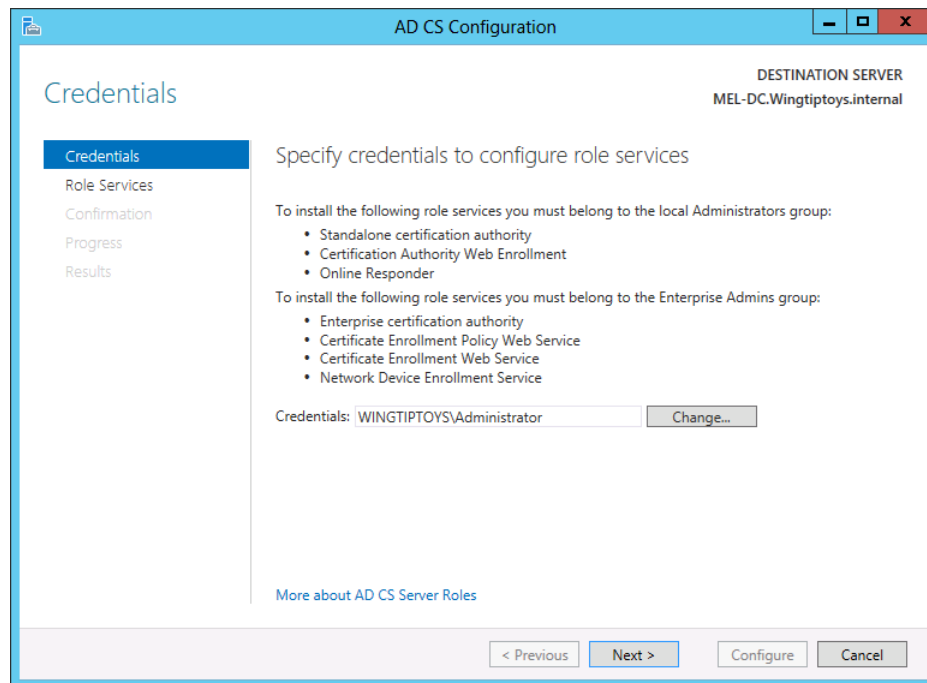 AD CS Configuration
Credentials
DESTINATION SERVER
MEL-DC.Wingtiptoys.internal
Credentials
Role Services
Confirmation
Progress
Results
Specify credentials to configure role services
To install the following role services you must belong to the local Administrators group:
• Standalone certification authority
• Certification Authority Web Enrollment
• Online Responder
To install the following role services you must belong to the Enterprise Admins group:
• Enterprise certification authority
• Certificate Enrollment Policy Web Service
• Certificate Enrollment Web Service
• Network Device Enrollment Service
Credentials: WINGTIPTOYS\Administrator Change...
More about AD CS Server Roles
< Previous Next > Configure Cancel